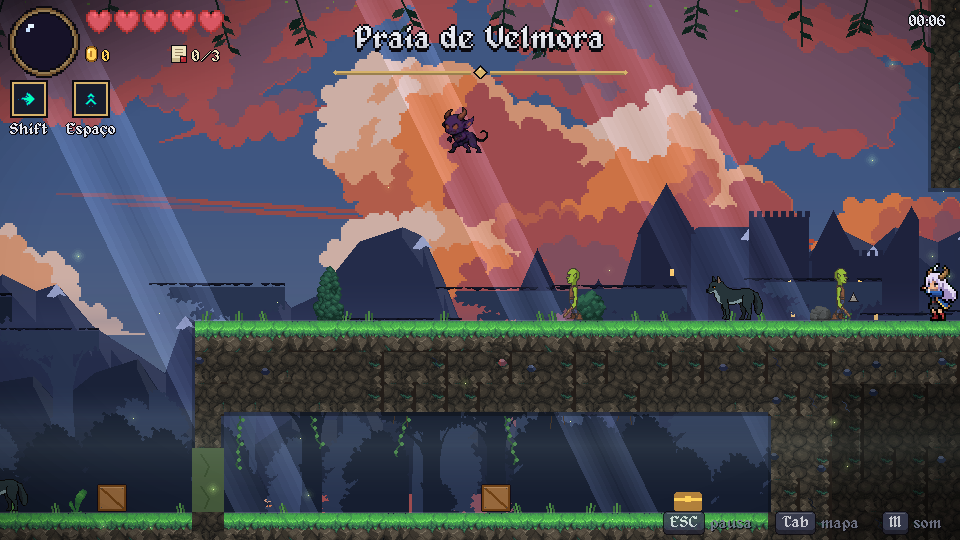 00:06
Praia de Velmora
0
0/3
Shift
Espaço
ESC pausa
Tab mapa
M som